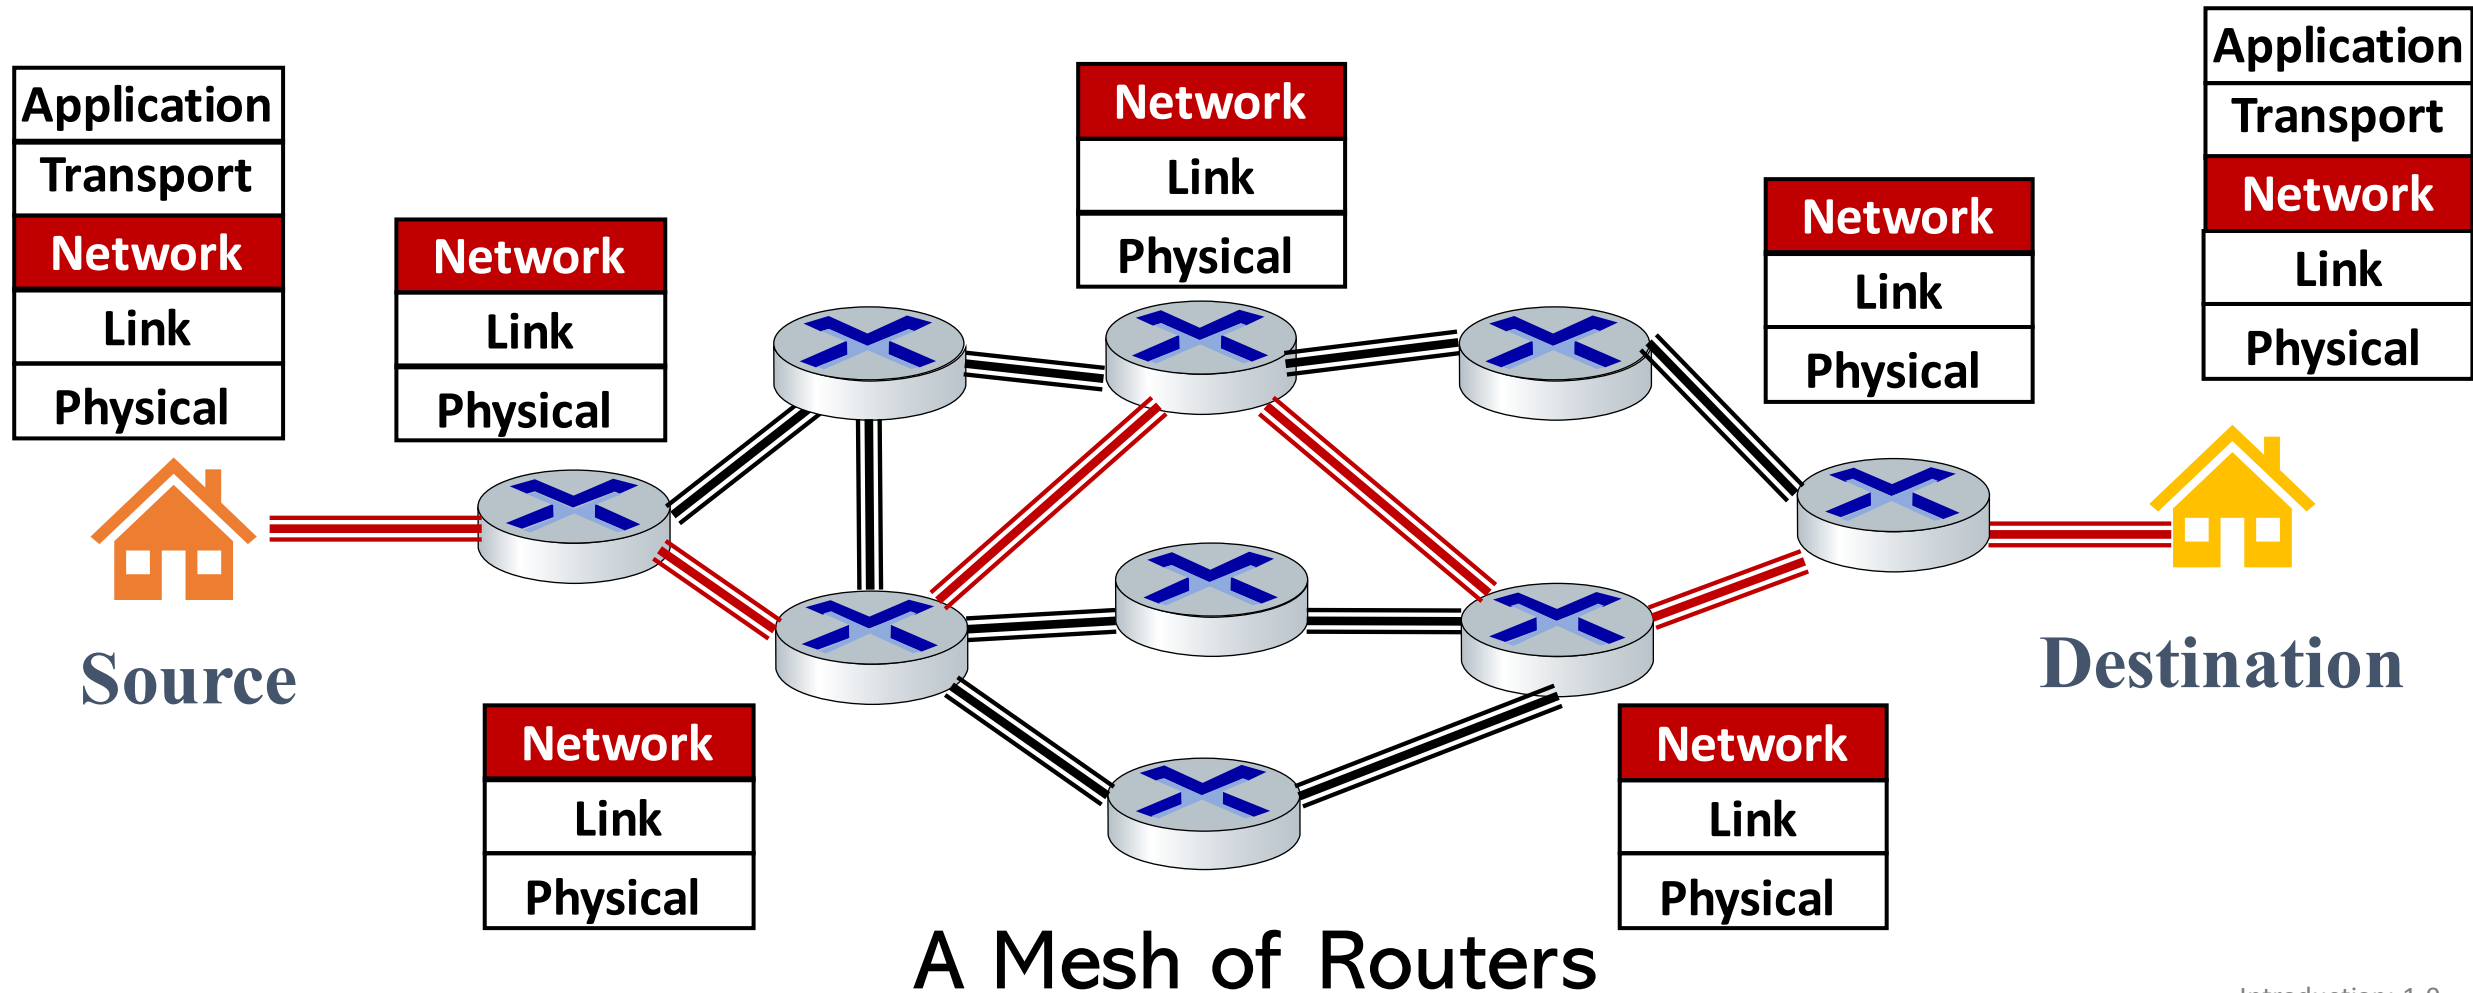 Application
Transport
Network
Link
Physical
Network
Link
Physical
Network
Link
Physical
Network
Link
Physical
Application
Transport
Network
Link
Physical
Source
Destination
Network
Link
Physical
Network
Link
Physical
A Mesh of Routers